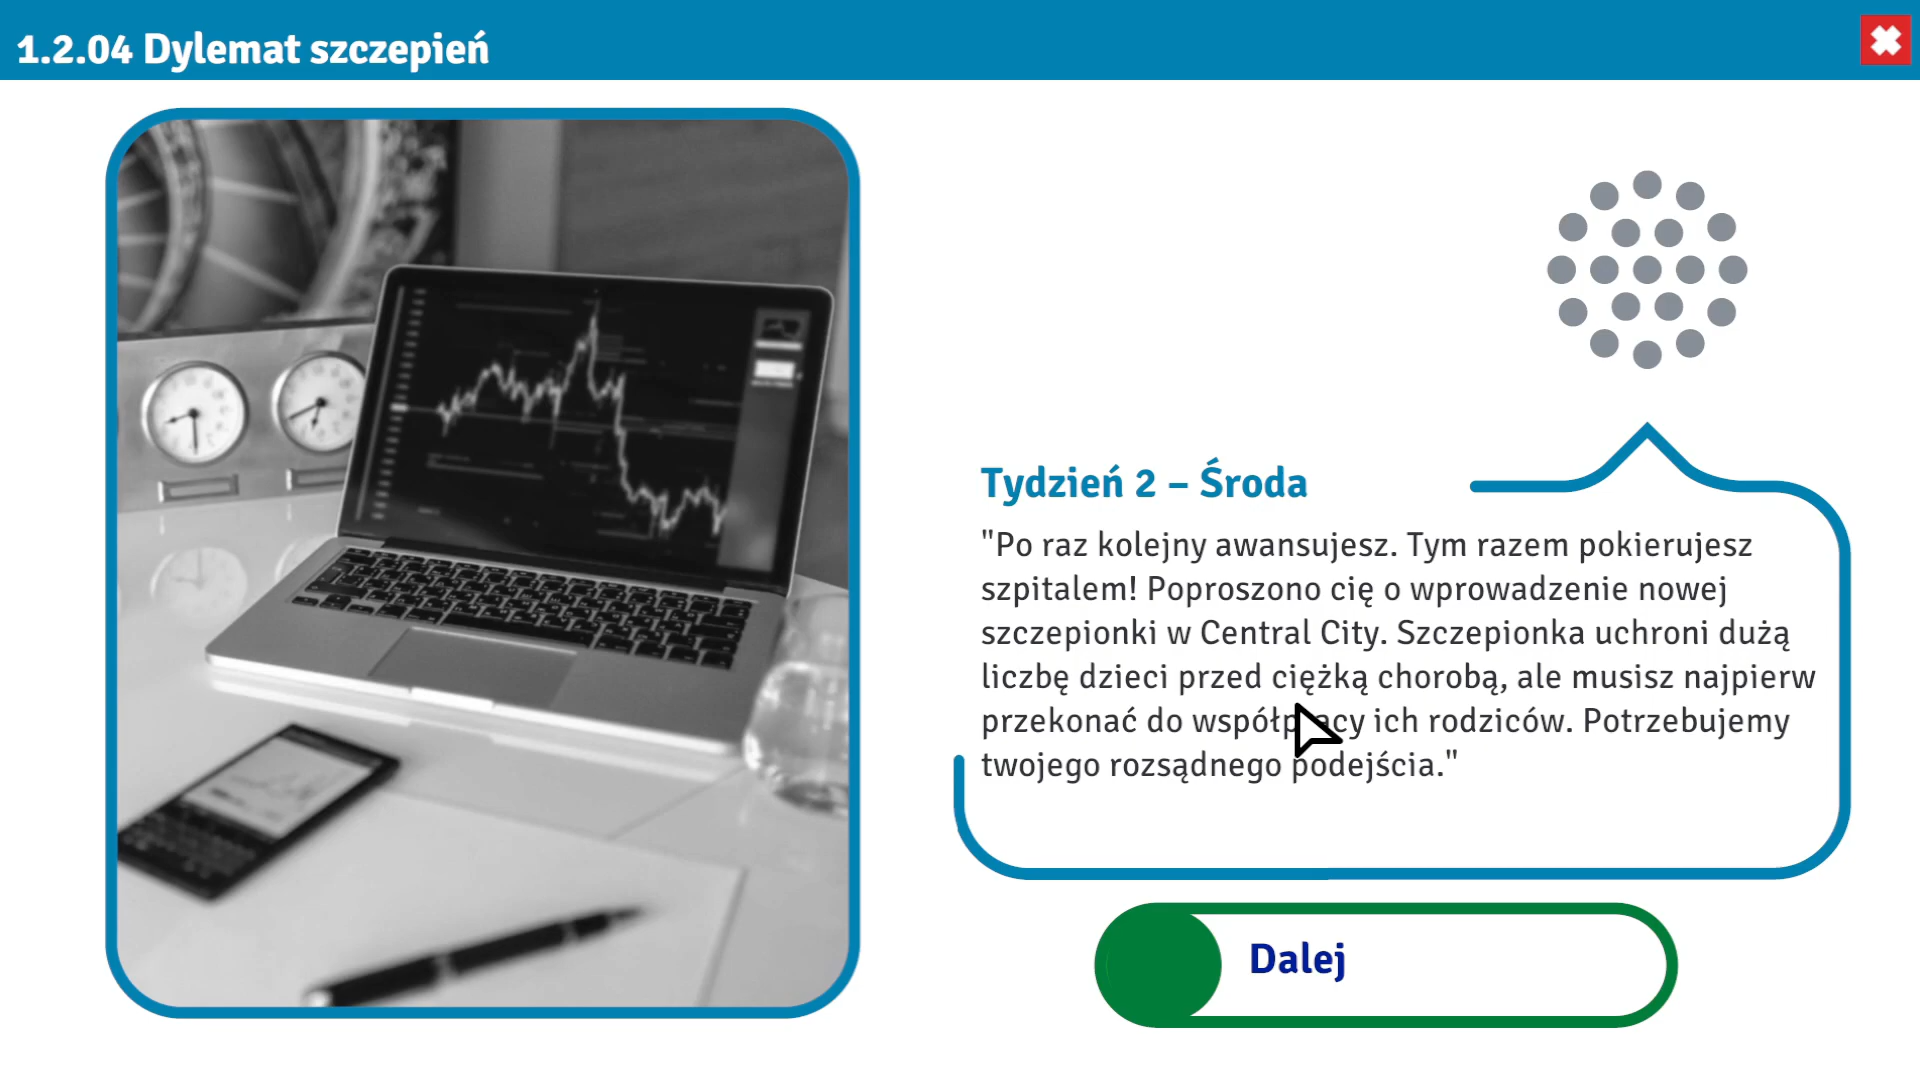 1.2.04 Dylemat szczepień
Tydzień 2 – Środa
"Po raz kolejny awansujesz. Tym razem pokierujesz
szpitalem! Poproszono cię o wprowadzenie nowej
szczepionki w Central City. Szczepionka uchroni dużą
liczbę dzieci przed ciężką chorobą, ale musisz najpierw
przekonać do współpracy ich rodziców. Potrzebujemy
twojego rozsądnego podejścia."
Dalej